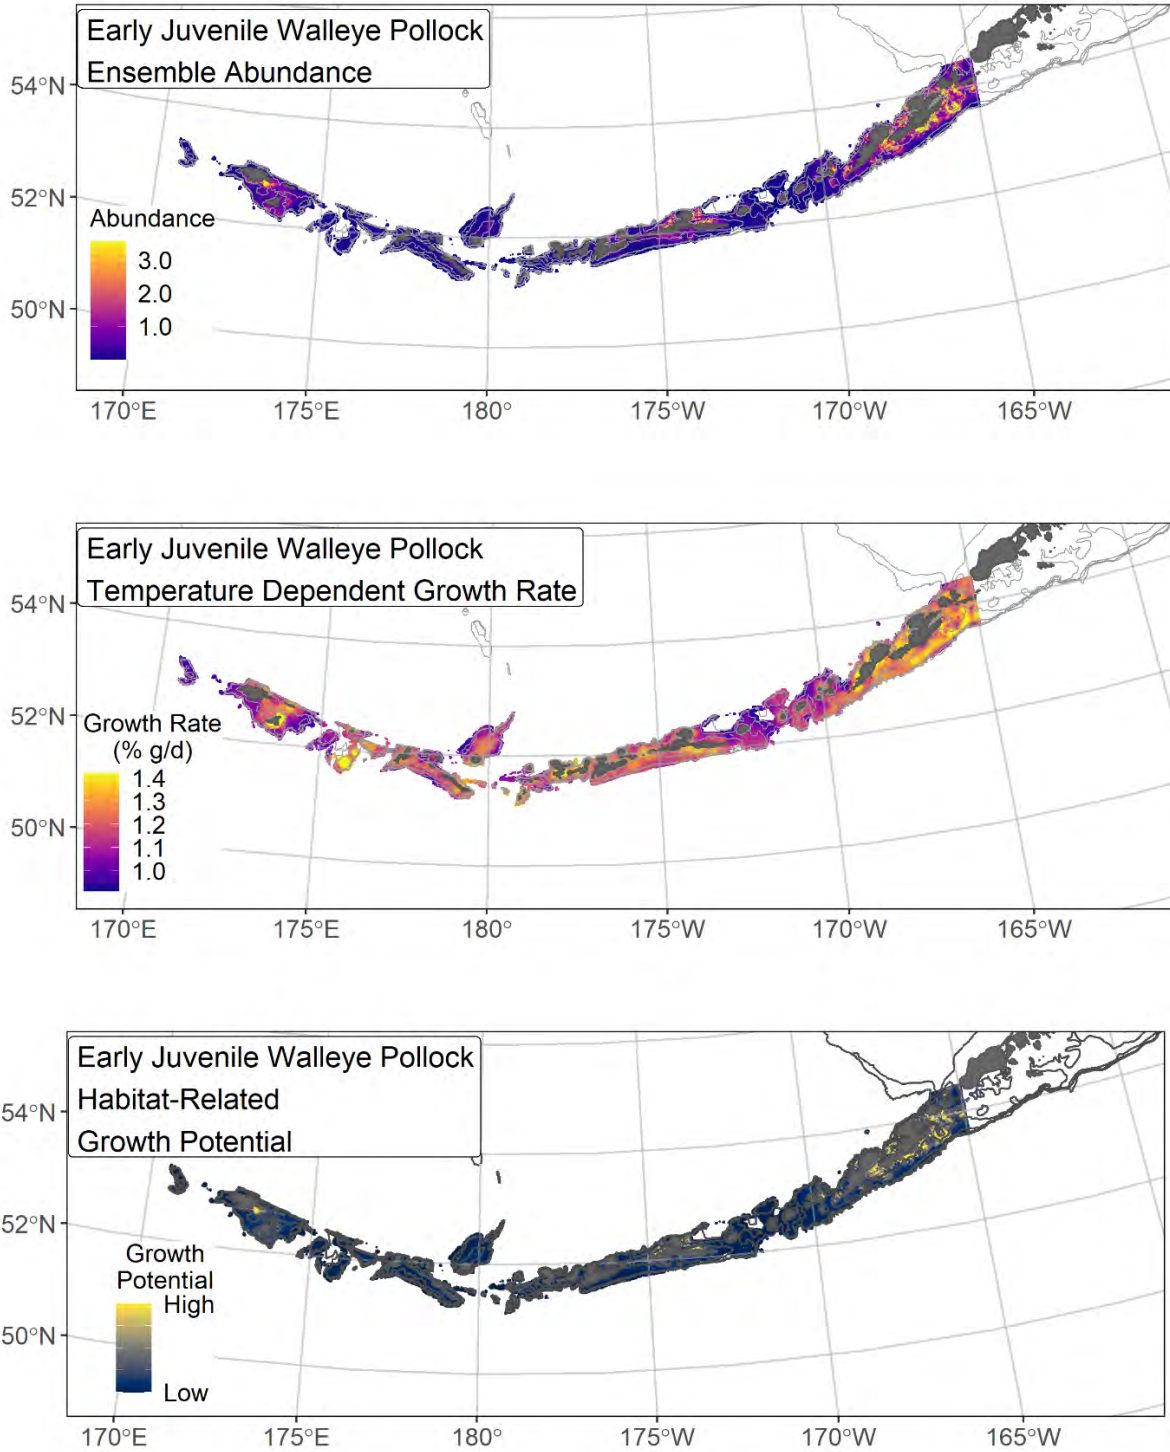 Early Juvenile Walleye Pollock
Ensemble Abundance
54°N
52°N
50°N
Abundance
3.0
2.0
1.0
170°E 175°E 180° 175°W 170°W 165°W
Early Juvenile Walleye Pollock
Temperature Dependent Growth Rate
54°N
52°N
50°N
Growth Rate
(% g/d)
1.4
1.3
1.2
1.1
1.0
170°E 175°E 180° 175°W 170°W 165°W
Early Juvenile Walleye Pollock
Habitat-Related
Growth Potential
54°N
52°N
50°N
Growth
Potential
High
Low
170°E 175°E 180° 175°W 170°W 165°W